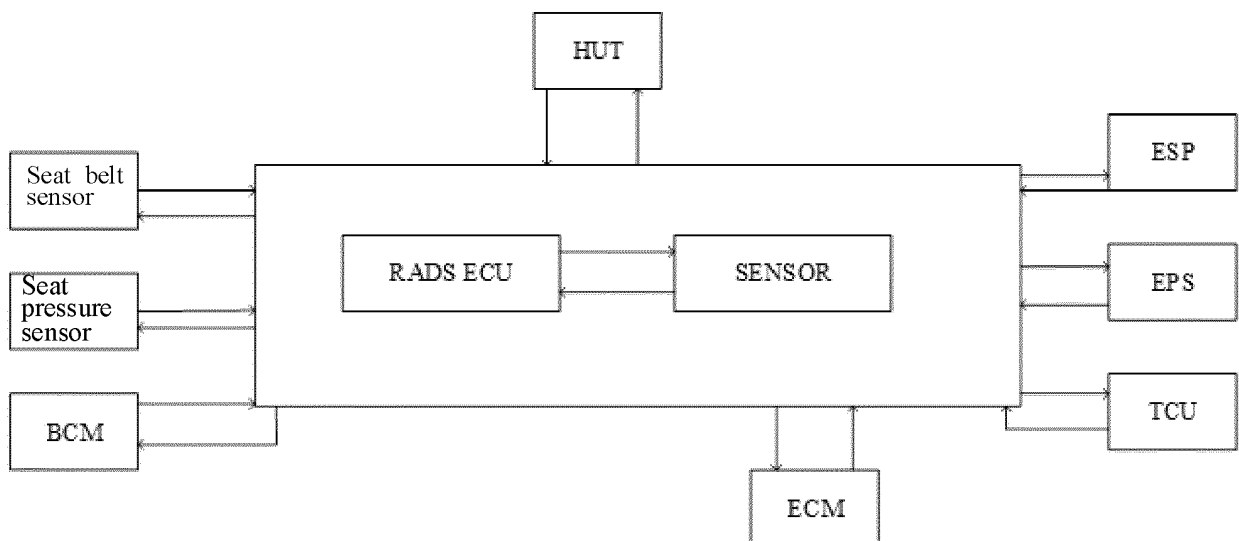 HUT
ESP
Seat belt
sensor
RADS ECU
SENSOR
EPS
Seat
pressure
sensor
BCM
TCU
ECM